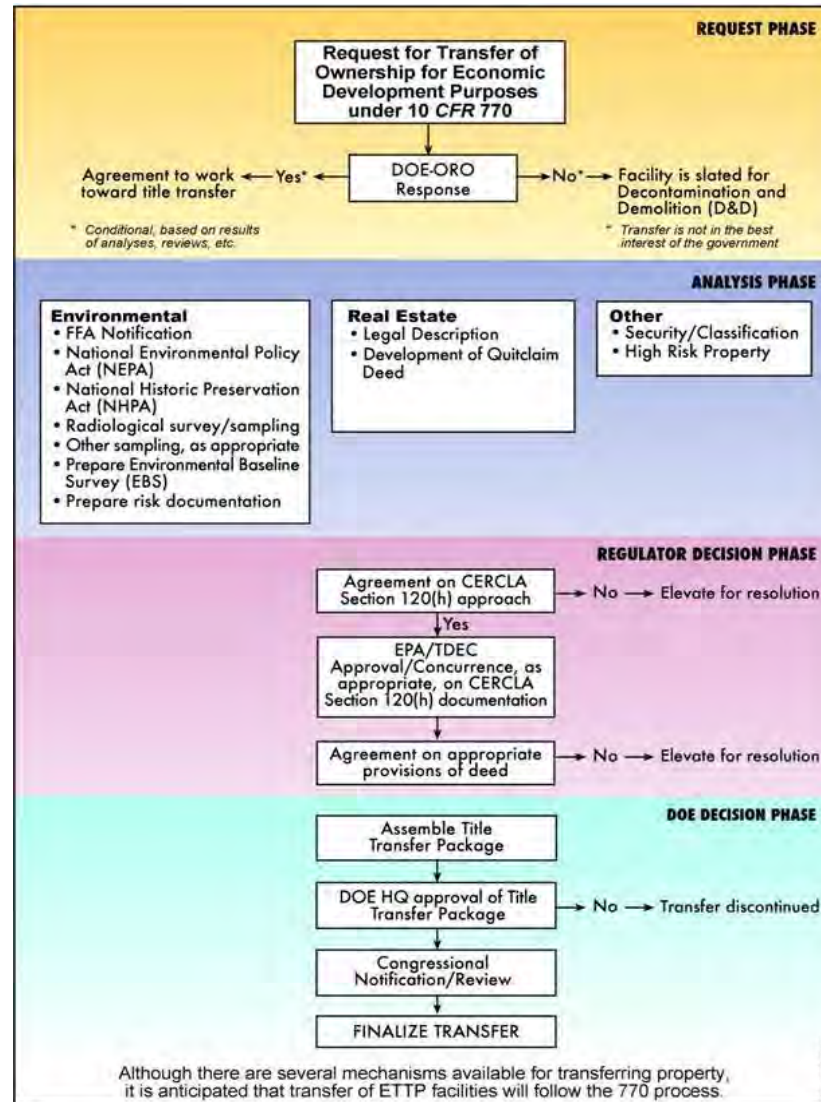 REQUEST PHASE
Request for Transfer of
Ownership for Economic
Development Purposes
under 10 CFR 770
Agreement to work
toward title transfer
Yes*
DOE-ORO
Response
No*
Facility is slated for
Decontamination and
Demolition (D&D)
* Conditional, based on results
of analyses, reviews, etc.
* Transfer is not in the best
interest of the government
ANALYSIS PHASE
Environmental
• FFA Notification
• National Environmental Policy
Act (NEPA)
• National Historic Preservation
Act (NHPA)
• Radiological survey/sampling
• Other sampling, as appropriate
• Prepare Environmental Baseline
Survey (EBS)
• Prepare risk documentation
Real Estate
• Legal Description
• Development of Quitclaim
Deed
Other
• Security/Classification
• High Risk Property
REGULATOR DECISION PHASE
Agreement on CERCLA
Section 120(h) approach
No
Elevate for resolution
Yes
EPA/TDEC
Approval/Concurrence, as
appropriate, on CERCLA
Section 120(h) documentation
Agreement on appropriate
provisions of deed
No
Elevate for resolution
DOE DECISION PHASE
Assemble Title
Transfer Package
DOE HQ approval of Title
Transfer Package
No
Transfer discontinued
Congressional
Notification/Review
FINALIZE TRANSFER
Although there are several mechanisms available for transferring property,
it is anticipated that transfer of ETTP facilities will follow the 770 process.